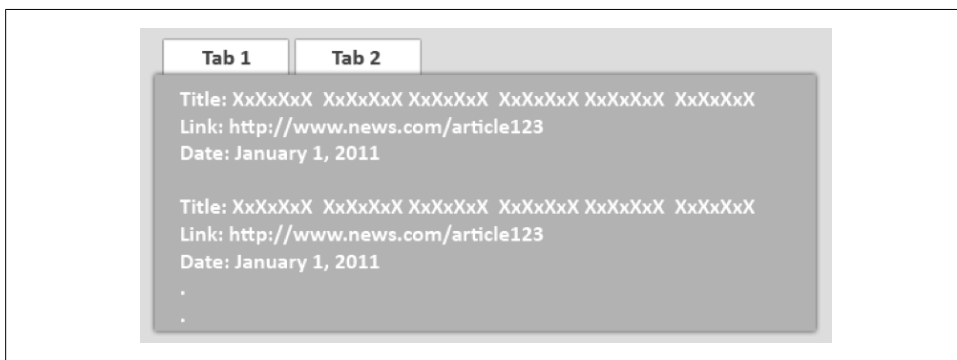 Tab 1 Tab 2
Title: XxXxXxX XxXxXxX XxXxXxX XxXxXxX XxXxXxX XxXxXxX
Link: http://www.news.com/article123
Date: January 1, 2011
Title: XxXxXxX XxXxXxX XxXxXxX XxXxXxX XxXxXxX XxXxXxX
Link: http://www.news.com/article123
Date: January 1, 2011
.
.